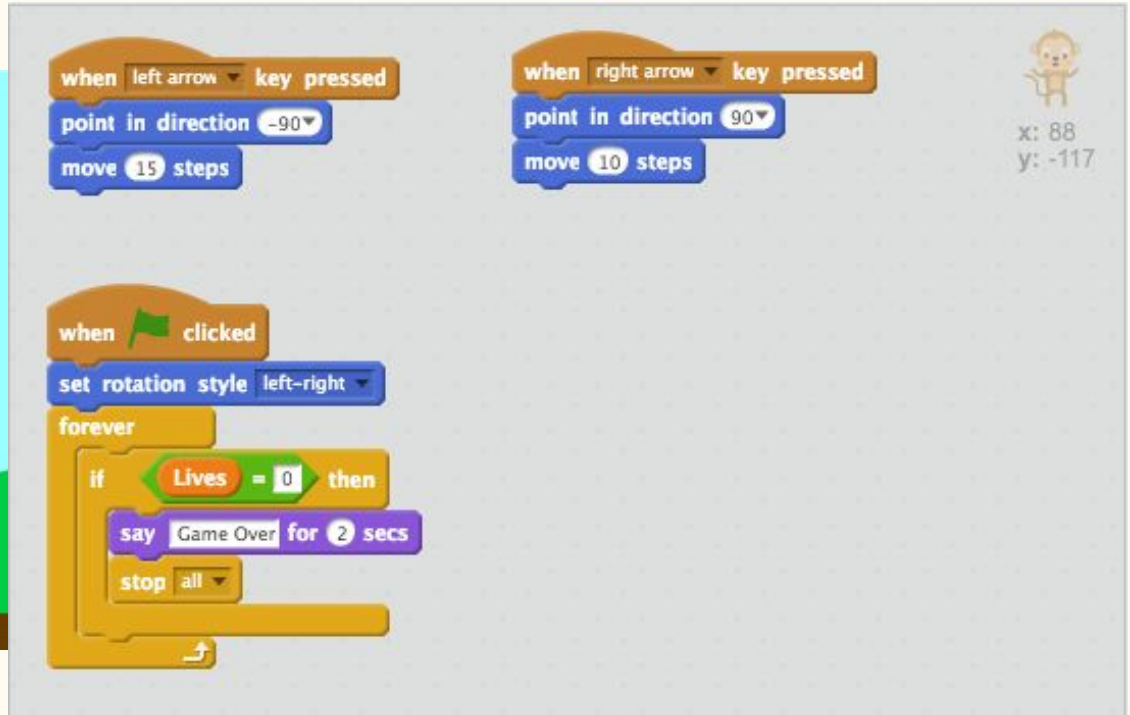 when left arrow key pressed
point in direction -90
move 15 steps
when right arrow key pressed
point in direction 90
move 10 steps
x: 88
y: -117
when clicked
set rotation style left-right
forever
if Lives = 0 then
say Game Over for 2 secs
stop all